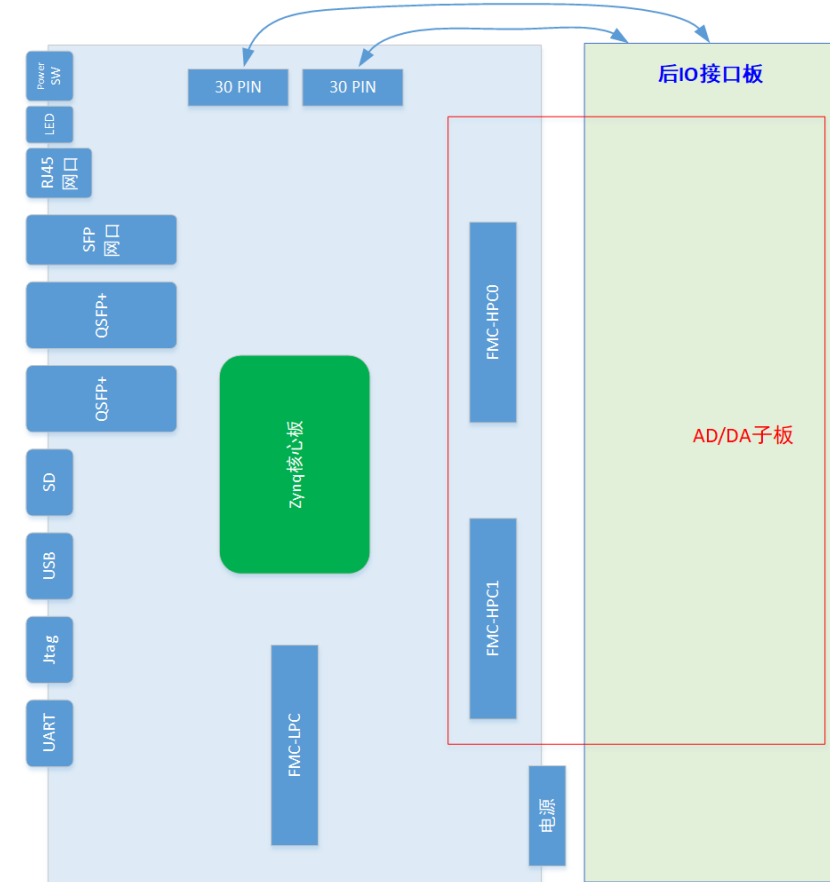 Power
SW
30 PIN
30 PIN
后IO接口板
LED
RJ45
网口
SFP
网口
QSFP+
FMC-HPC0
QSFP+
Zynq核心板
AD/DA子板
SD
USB
FMC-HPC1
Jtag
UART
FMC-LPC
电源